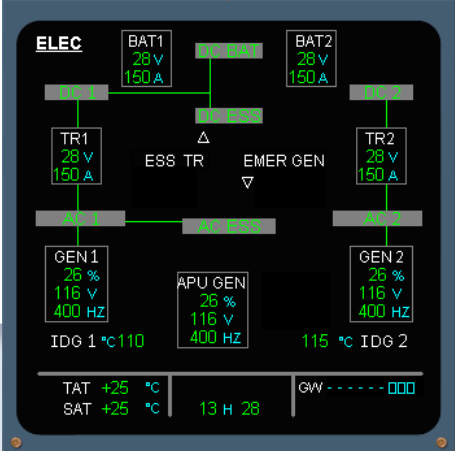 ELEC
BAT1
28 V
150 A
DC BAT
BAT2
28 V
150 A
DC 1
DC 2
DC ESS
TR1
28 V
150 A
ESS TR
EMER GEN
TR2
28 V
150 A
AC 1
AC ESS
AC 2
GEN 1
26 %
116 V
400 HZ
APU GEN
26 %
116 V
400 HZ
GEN 2
26 %
116 V
400 HZ
IDG 1 °C 110
115 °C IDG 2
TAT +25 °C
SAT +25 °C
13 H 28
GW ------▯▯▯